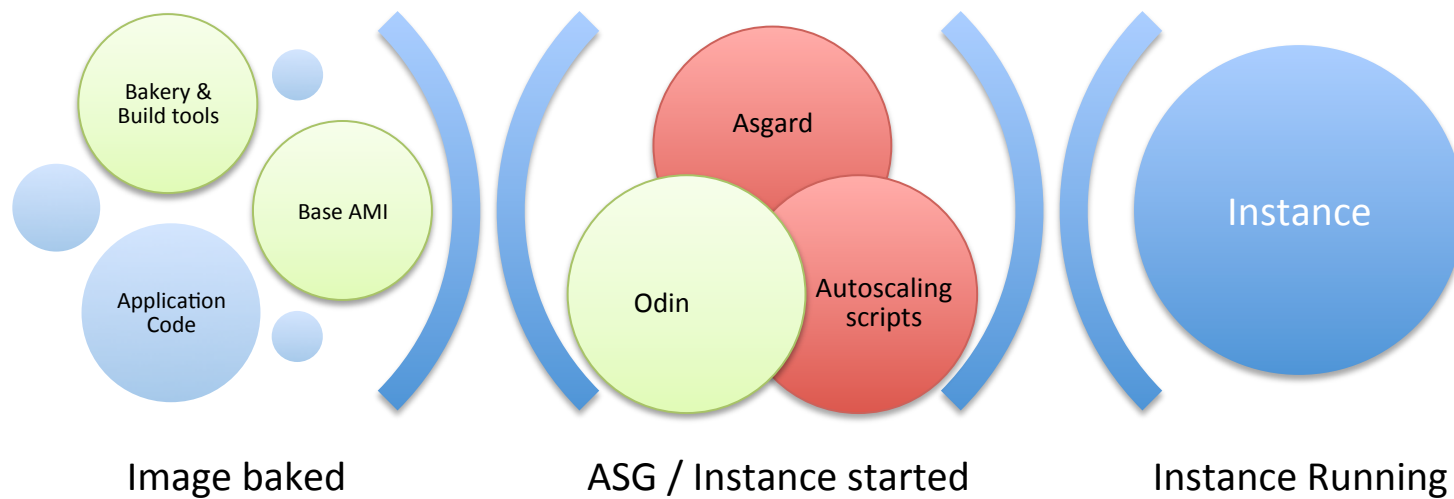 Bakery &
Build tools
Base AMI
Application
Code
Image baked
Asgard
Odin
Autoscaling
scripts
ASG / Instance started
Instance
Instance Running